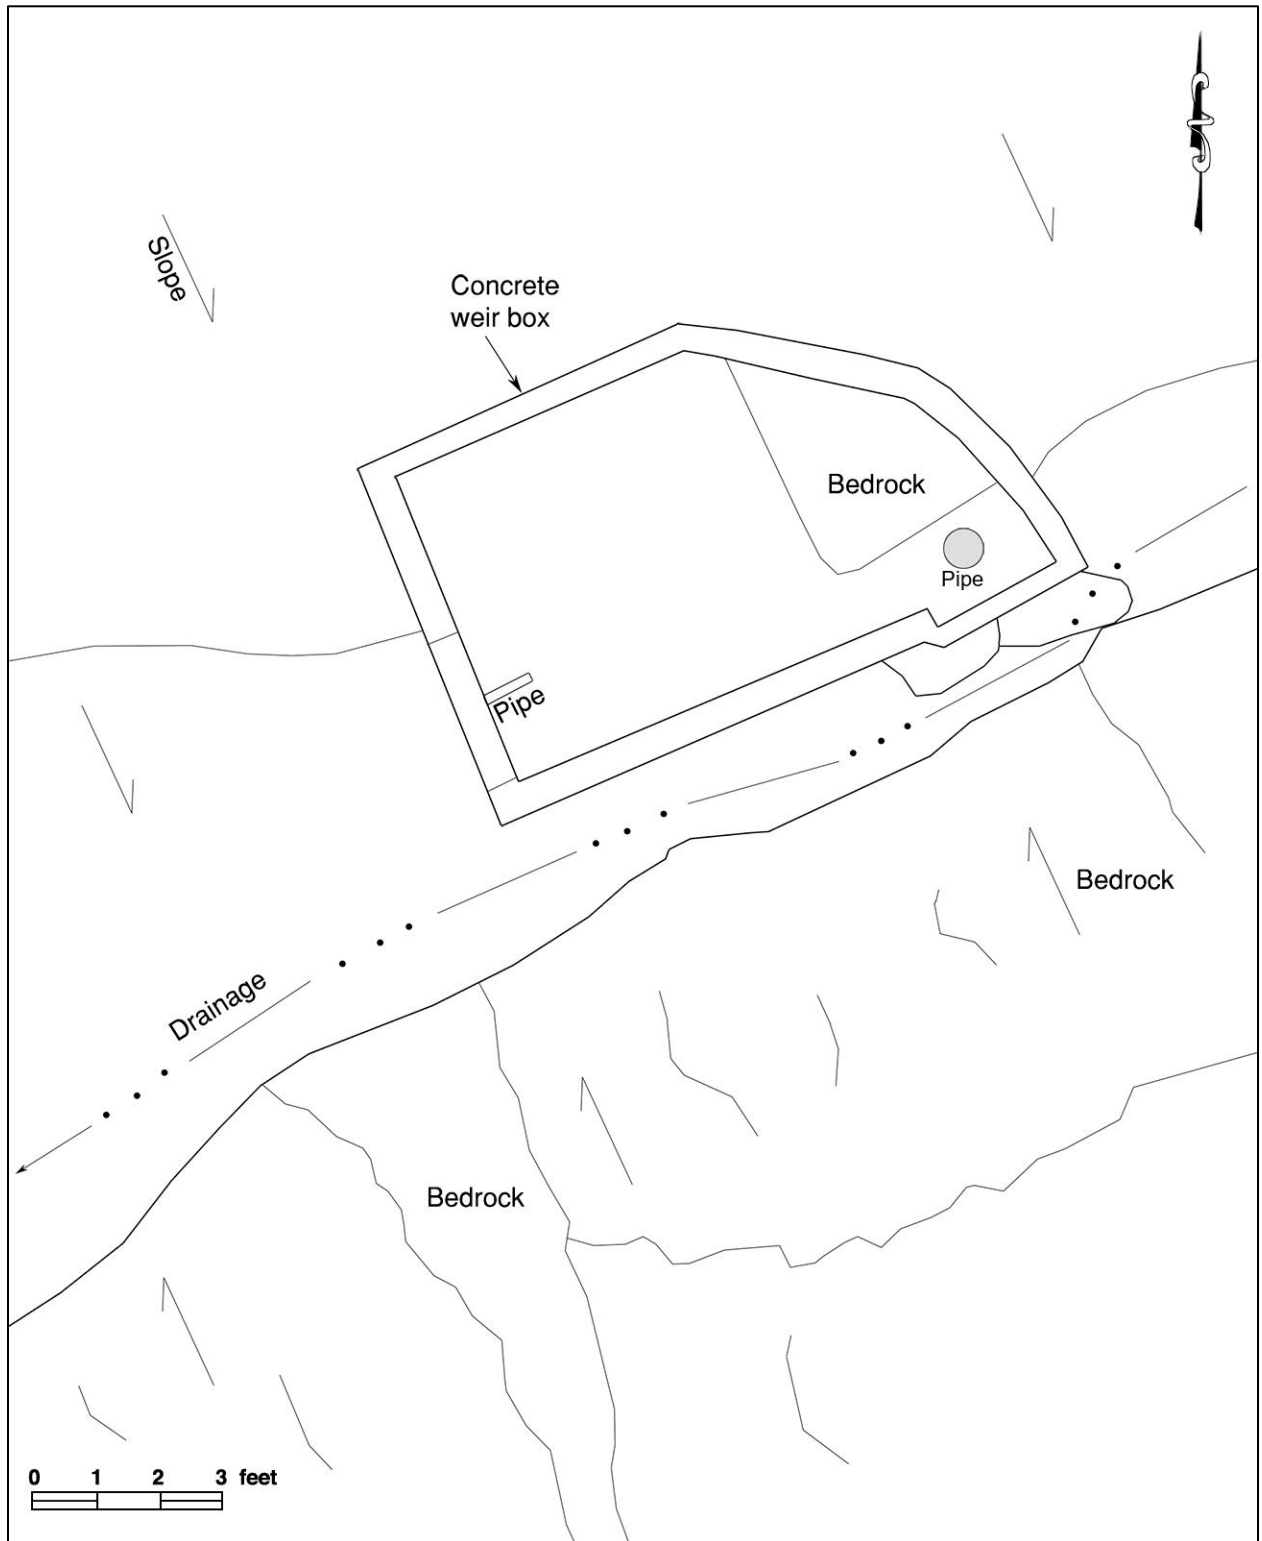 Slope
Concrete
weir box
Bedrock
Pipe
Pipe
Bedrock
Drainage
Bedrock
0 1 2 3 feet